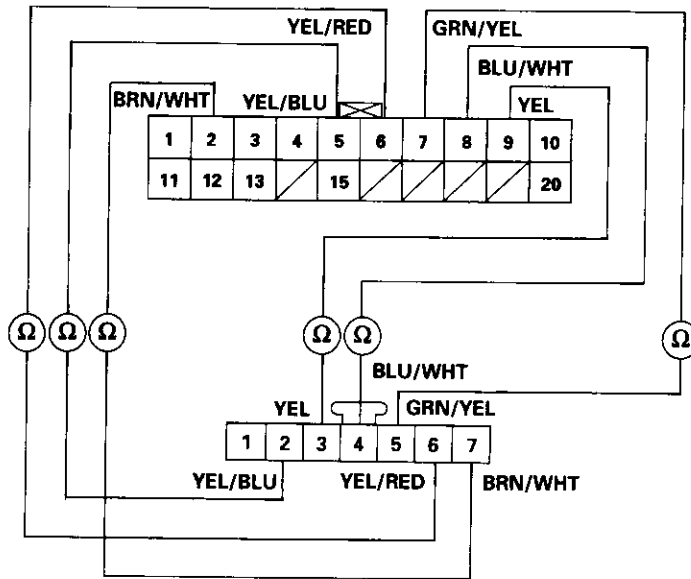 YEL/RED GRN/YEL
BLU/WHT
BRN/WHT YEL/BLU YEL
1 2 3 4 5 6 7 8 9 10
11 12 13 15 20
Ω Ω Ω Ω Ω Ω
BLU/WHT
YEL GRN/YEL
1 2 3 4 5 6 7
YEL/BLU YEL/RED BRN/WHT